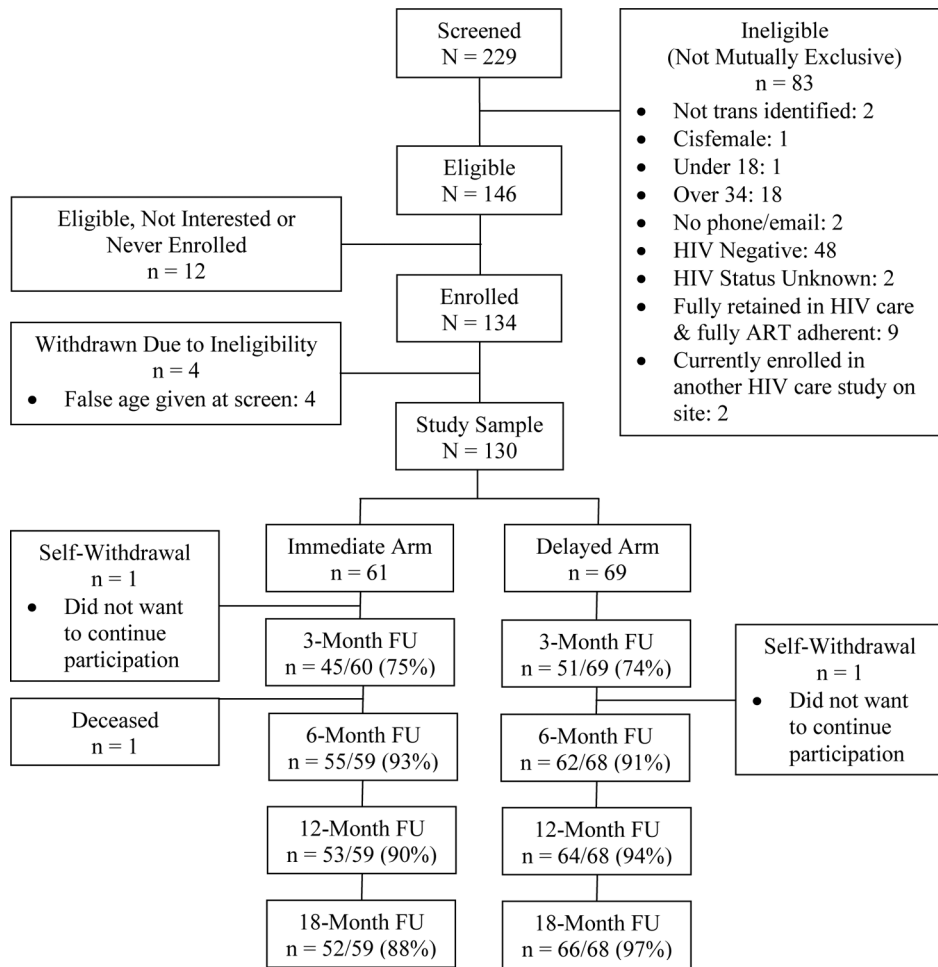 Screened
N = 229
Ineligible
(Not Mutually Exclusive)
n = 83
• Not trans identified: 2
• Cisfemale: 1
• Under 18: 1
• Over 34: 18
• No phone/email: 2
• HIV Negative: 48
• HIV Status Unknown: 2
• Fully retained in HIV care
& fully ART adherent: 9
• Currently enrolled in
another HIV care study on
site: 2
Eligible
N = 146
Eligible, Not Interested or
Never Enrolled
n = 12
Enrolled
N = 134
Withdrawn Due to Ineligibility
n = 4
• False age given at screen: 4
Study Sample
N = 130
Immediate Arm
n = 61
Delayed Arm
n = 69
Self-Withdrawal
n = 1
• Did not want
to continue
participation
3-Month FU
n = 45/60 (75%)
3-Month FU
n = 51/69 (74%)
Self-Withdrawal
n = 1
• Did not want
to continue
participation
Deceased
n = 1
6-Month FU
n = 55/59 (93%)
6-Month FU
n = 62/68 (91%)
12-Month FU
n = 53/59 (90%)
12-Month FU
n = 64/68 (94%)
18-Month FU
n = 52/59 (88%)
18-Month FU
n = 66/68 (97%)